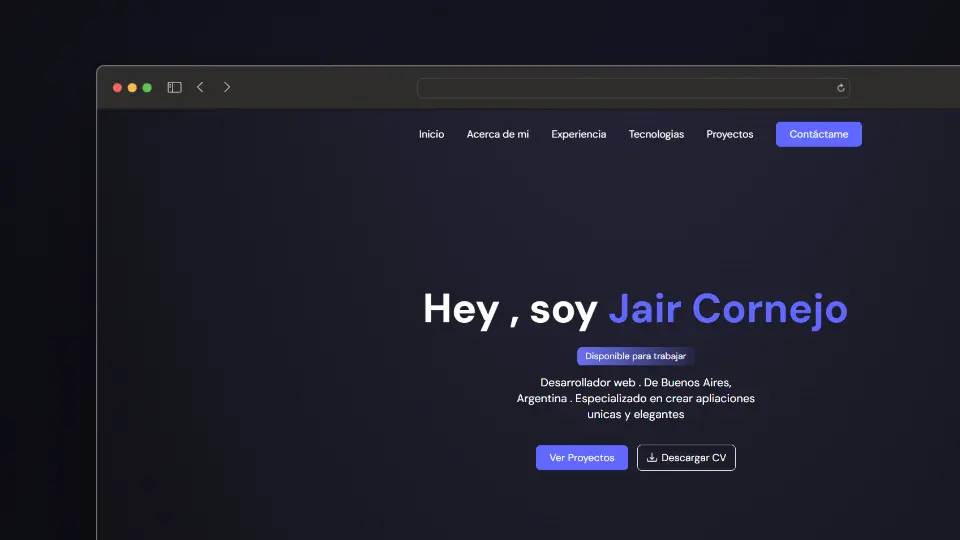 Inicio Acerca de mi Experiencia Tecnologias Proyectos Contáctame
Hey , soy Jair Cornejo
Disponible para trabajar
Desarrollador web . De Buenos Aires,
Argentina . Especializado en crear apliaciones
unicas y elegantes
Ver Proyectos Descargar CV